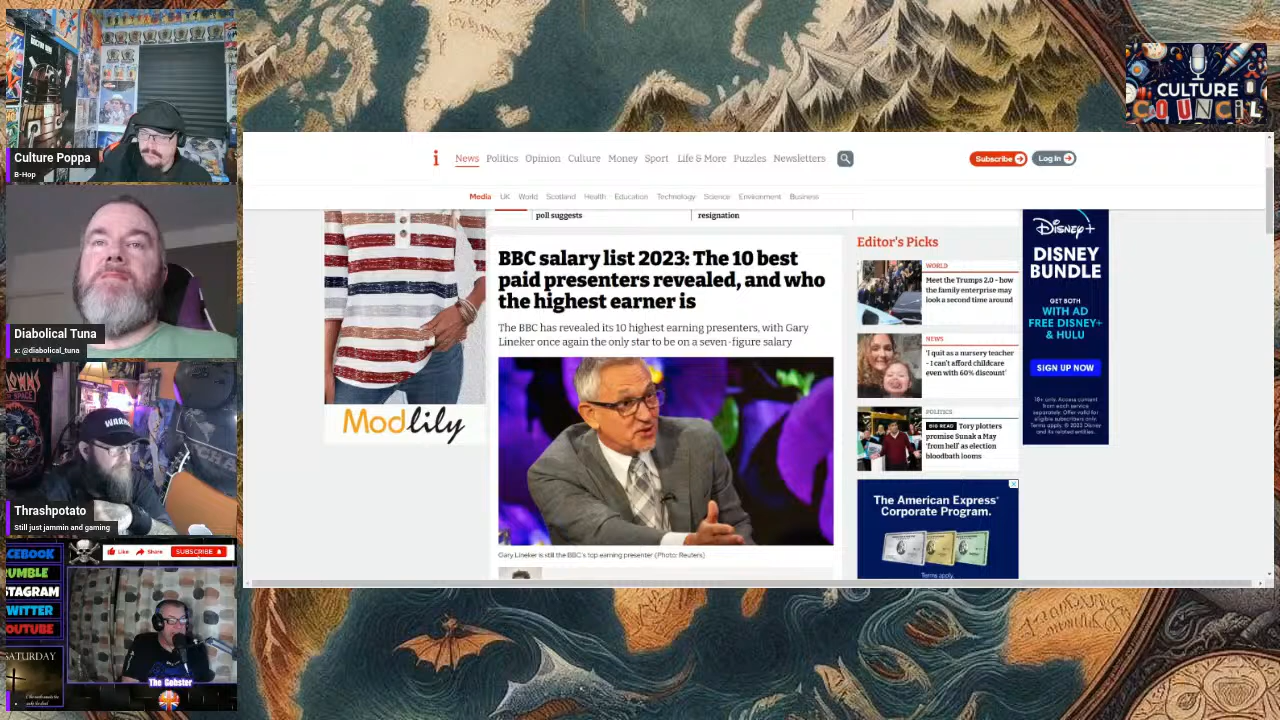 Culture Poppa
B-Hop
Diabolical Tuna
x: @diabolical_tuna
WARN
Thrashpotato
Still just jammin and gaming
CEBOOK
UMBLE
STAGRAM
WITTER
OUTUBE
Like
Share
SUBSCRIBE
SATURDAY
The Gobster
CULTURE
COUNCIL
i
News Politics Opinion Culture Money Sport Life & More Puzzles Newsletters
Subscribe
Log In
Media UK World Scotland Health Education Technology Science Environment Business
poll suggests
resignation
BBC salary list 2023: The 10 best
paid presenters revealed, and who
the highest earner is
The BBC has revealed its 10 highest earning presenters, with Gary
Lineker once again the only star to be on a seven-figure salary
Gary Lineker is still the BBC's top earning presenter (Photo: Reuters)
Modlily
Editor's Picks
WORLD
Meet the Trumps 2.0 – how
the family enterprise may
look a second time around
NEWS
'I quit as a nursery teacher
– I can't afford childcare
even with 60% discount'
POLITICS
BIG READ Tory plotters
promise Sunak a May
'from hell' as election
bloodbath looms
The American Express®
Corporate Program.
Terms apply.
Disney+
DISNEY
BUNDLE
GET BOTH
WITH AD
FREE DISNEY+
& HULU
SIGN UP NOW
18+ only. Access content
from each service
separately. Offer valid for
eligible subscribers only.
Terms apply. © 2023 Disney
and its related entities.